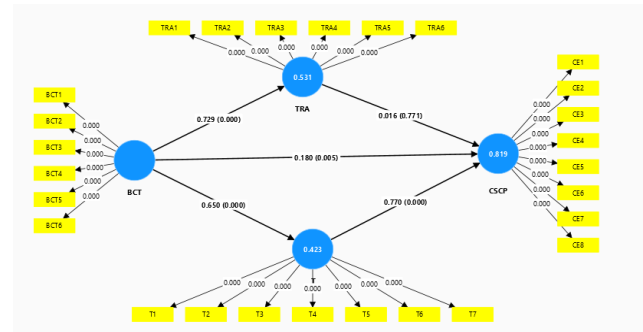 TRA1 TRA2 TRA3 TRA4 TRA5 TRA6
0.000 0.000 0.000 0.000 0.000 0.000
0.531
TRA
CE1
CE2
CE3
CE4
CE5
CE6
CE7
CE8
0.000
0.000
0.000
0.000
0.000
0.000
0.000
0.000
BCT1
BCT2
BCT3
BCT4
BCT5
BCT6
0.000
0.000
0.000
0.000
0.000
0.000
BCT
0.729 (0.000)
0.016 (0.771)
0.180 (0.005)
0.819
CSCP
0.650 (0.000)
0.770 (0.000)
0.423
T
0.000 0.000 0.000 0.000 0.000 0.000 0.000
T1 T2 T3 T4 T5 T6 T7